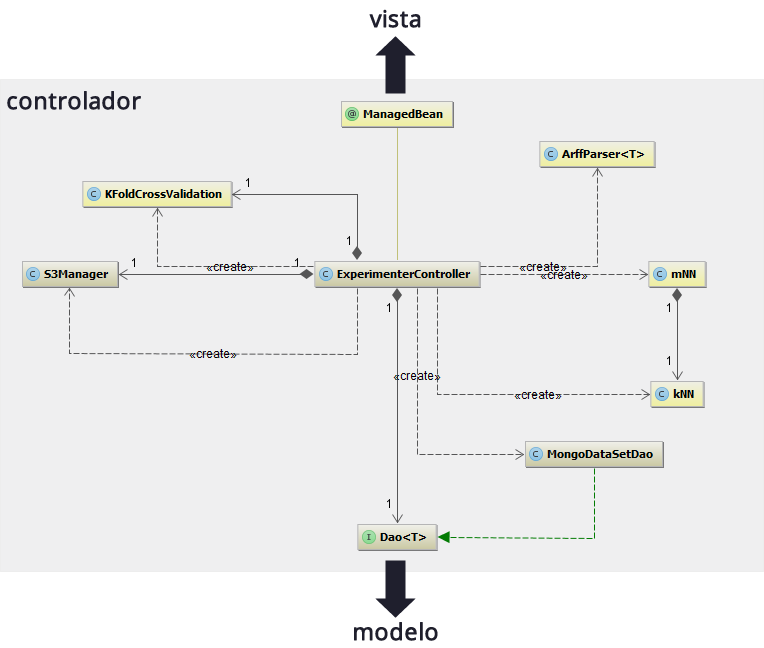 vista
controlador
@ ManagedBean
C ArffParser<T>
C KFoldCrossValidation
1
1
C S3Manager
1
«create»
1
C ExperimenterController
«create»
«create»
C mNN
1
1
«create»
«create»
1
«create»
C kNN
C MongoDataSetDao
1
I Dao<T>
modelo